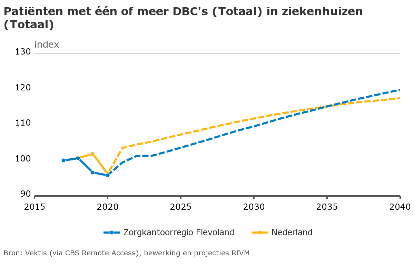 Patiënten met één of meer DBC's (Totaal) in ziekenhuizen
(Totaal)
Index
130
120
110
100
90
2015
2020
2025
2030
2035
2040
Zorgkantoorregio Flevoland
Nederland
Bron: Vektis (via CBS Remote Access), bewerking en projecties RIVM